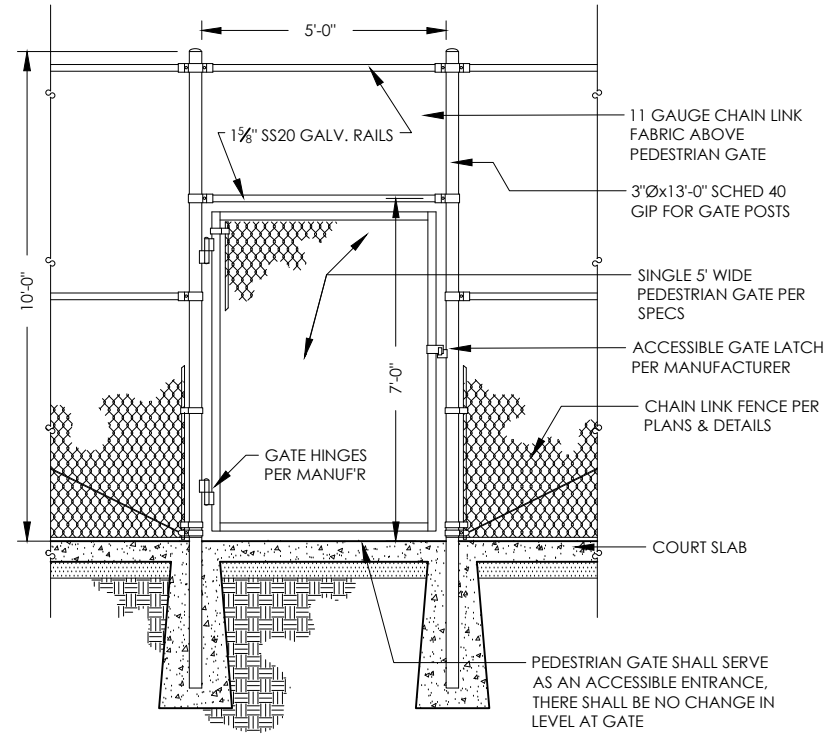 5'-0"
11 GAUGE CHAIN LINK
FABRIC ABOVE
PEDESTRIAN GATE
1⅝" SS20 GALV. RAILS
3"Øx13'-0" SCHED 40
GIP FOR GATE POSTS
10'-0"
SINGLE 5' WIDE
PEDESTRIAN GATE PER
SPECS
ACCESSIBLE GATE LATCH
PER MANUFACTURER
7'-0"
CHAIN LINK FENCE PER
PLANS & DETAILS
GATE HINGES
PER MANUF'R
COURT SLAB
PEDESTRIAN GATE SHALL SERVE
AS AN ACCESSIBLE ENTRANCE,
THERE SHALL BE NO CHANGE IN
LEVEL AT GATE